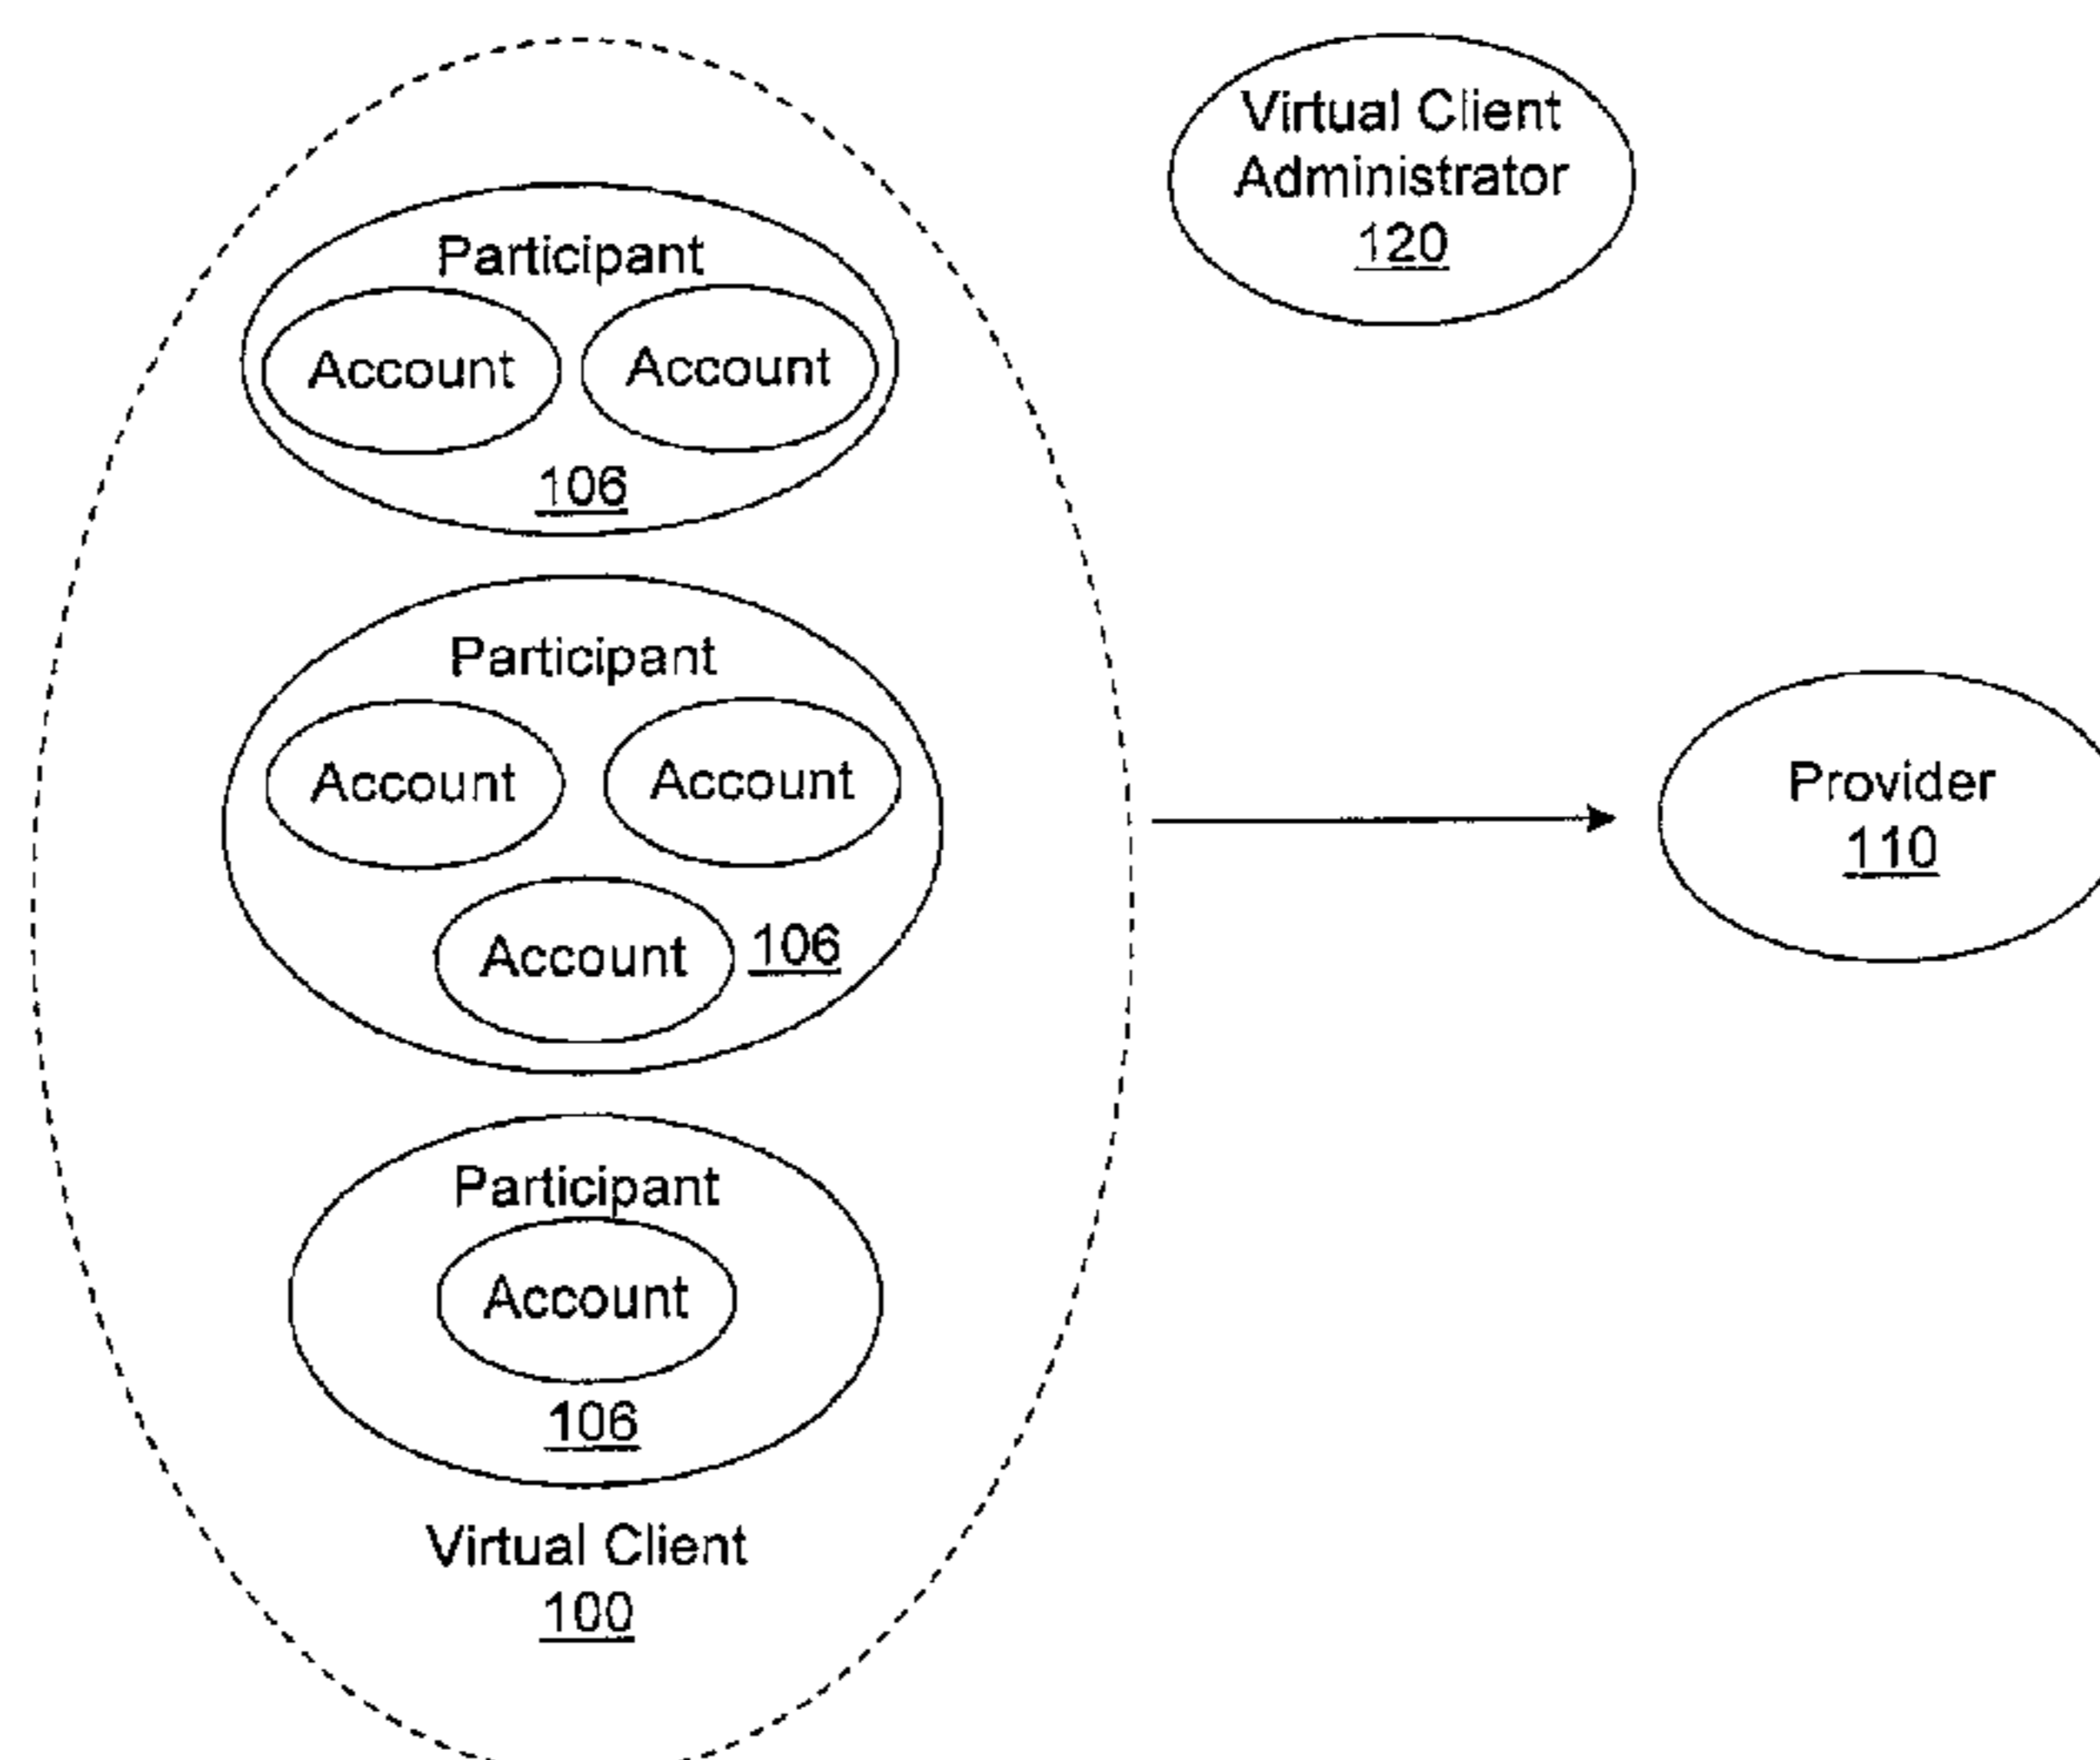 Virtual Client
Administrator
120
Participant
Account
Account
106
Participant
Account
Account
Account
106
Participant
Account
106
Virtual Client
100
Provider
110